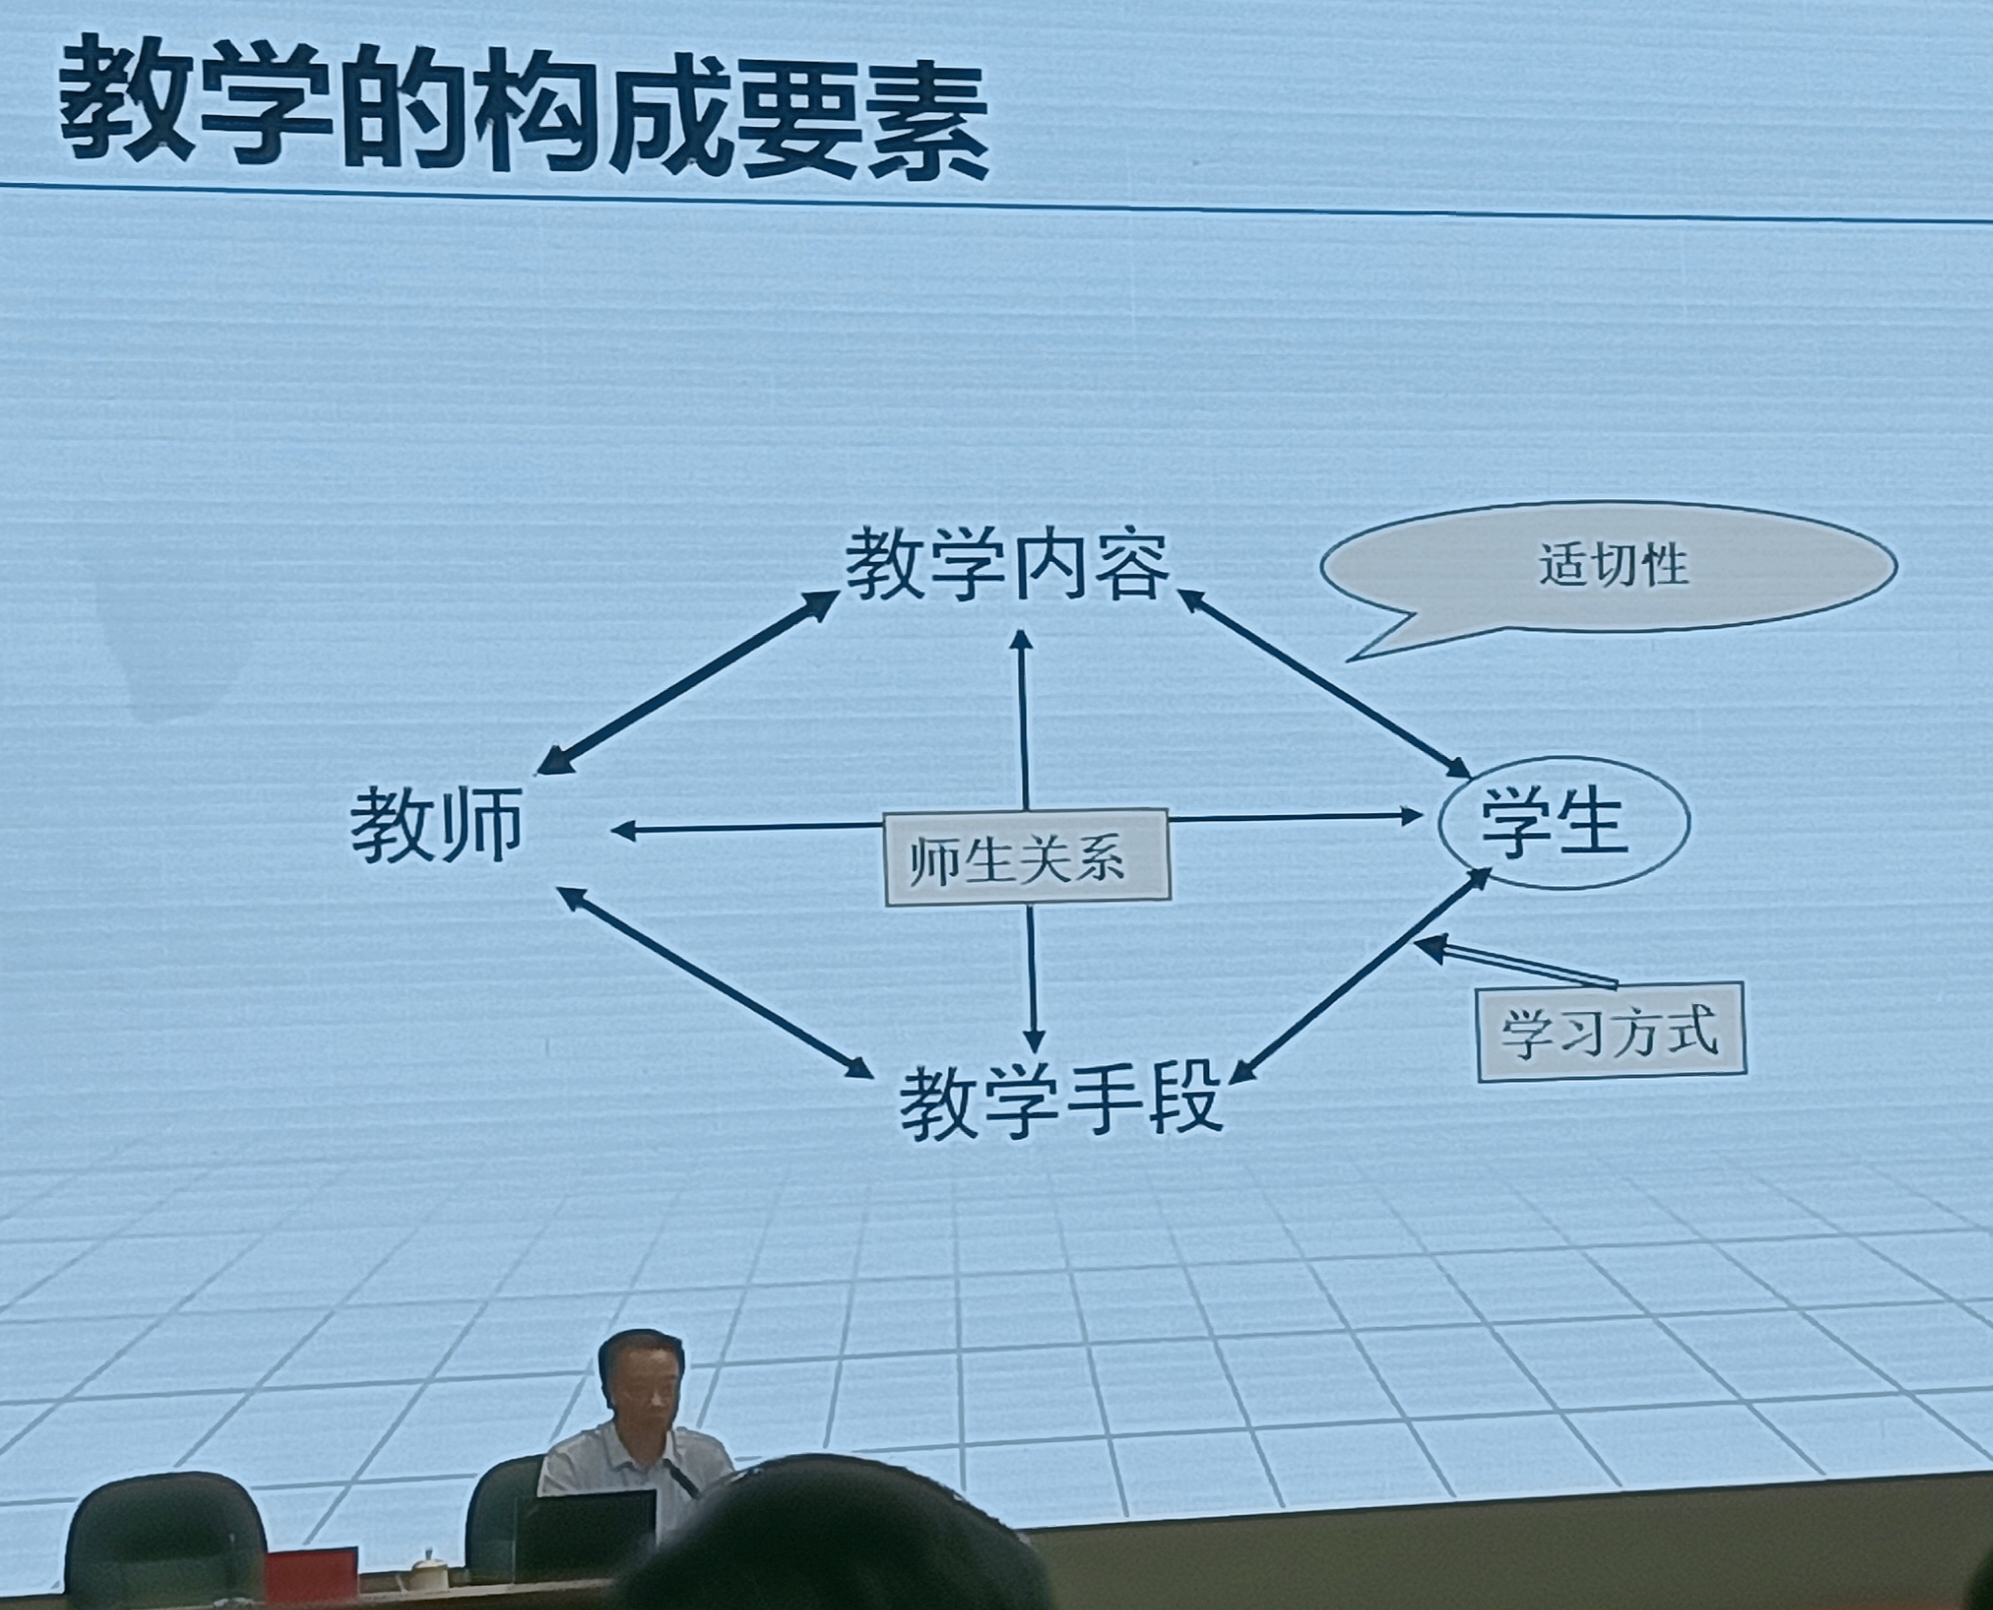 教学的构成要素
教学内容
适切性
教师
师生关系
学生
学习方式
教学手段